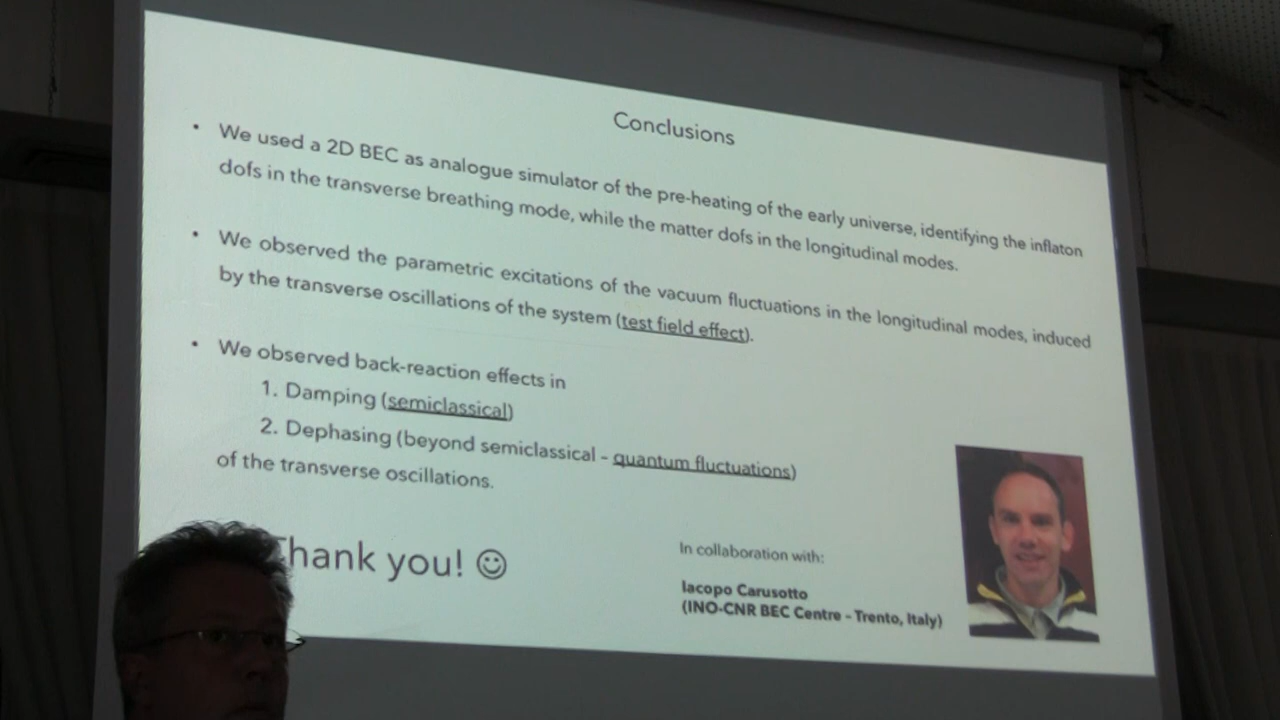 Conclusions
• We used a 2D BEC as analogue simulator of the pre-heating of the early universe, identifying the inflaton
dofs in the transverse breathing mode, while the matter dofs in the longitudinal modes.
• We observed the parametric excitations of the vacuum fluctuations in the longitudinal modes, induced
by the transverse oscillations of the system (test field effect).
• We observed back-reaction effects in
1. Damping (semiclassical)
2. Dephasing (beyond semiclassical – quantum fluctuations)
of the transverse oscillations.
Thank you! ☺
In collaboration with:
Iacopo Carusotto
(INO-CNR BEC Centre – Trento, Italy)